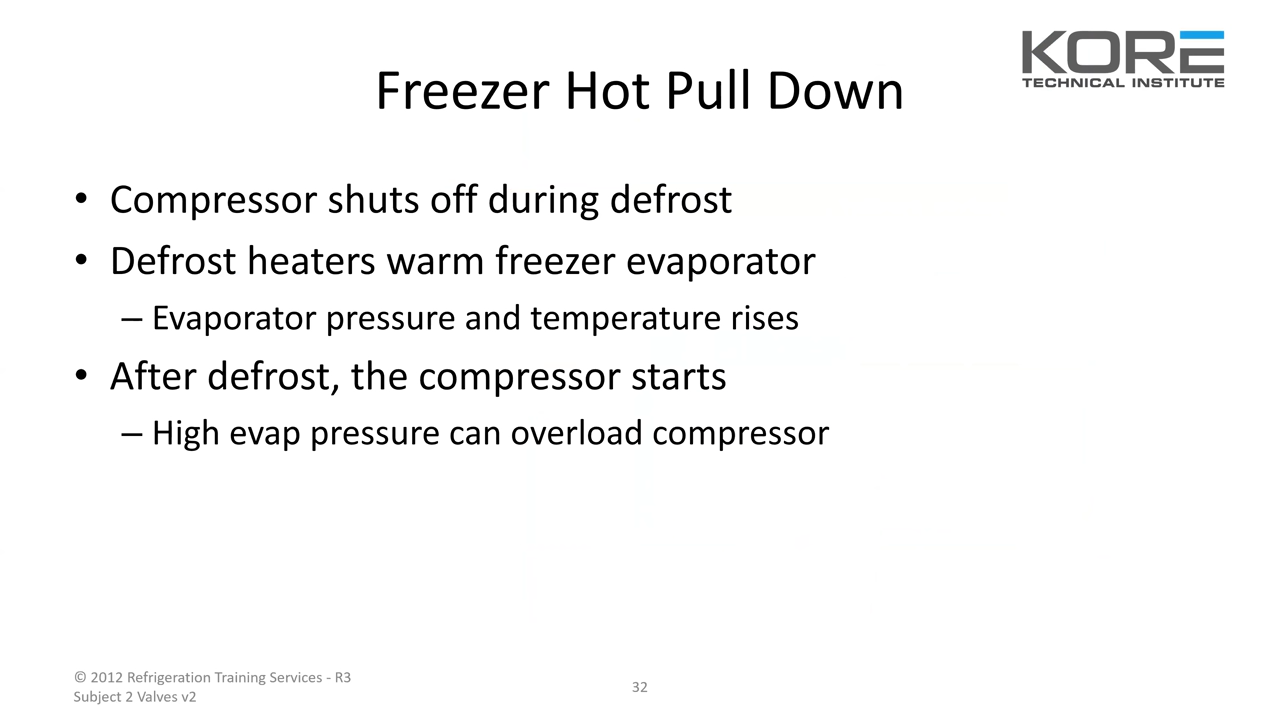 KORE
TECHNICAL INSTITUTE
Freezer Hot Pull Down
• Compressor shuts off during defrost
• Defrost heaters warm freezer evaporator
– Evaporator pressure and temperature rises
• After defrost, the compressor starts
– High evap pressure can overload compressor
© 2012 Refrigeration Training Services - R3
Subject 2 Valves v2
32